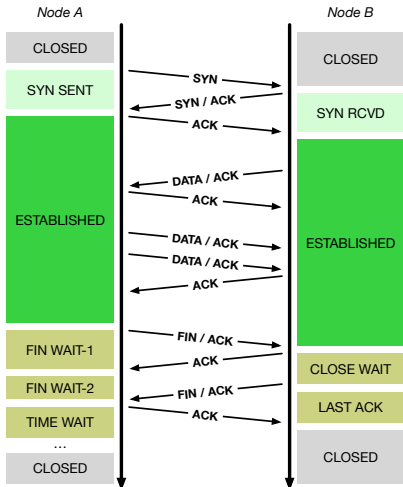 Node A
Node B
CLOSED
CLOSED
SYN
SYN SENT
SYN / ACK
SYN RCVD
ACK
DATA / ACK
ACK
ESTABLISHED
ESTABLISHED
DATA / ACK
DATA / ACK
ACK
FIN / ACK
FIN WAIT-1
ACK
CLOSE WAIT
FIN WAIT-2
FIN / ACK
LAST ACK
TIME WAIT
ACK
...
CLOSED
CLOSED